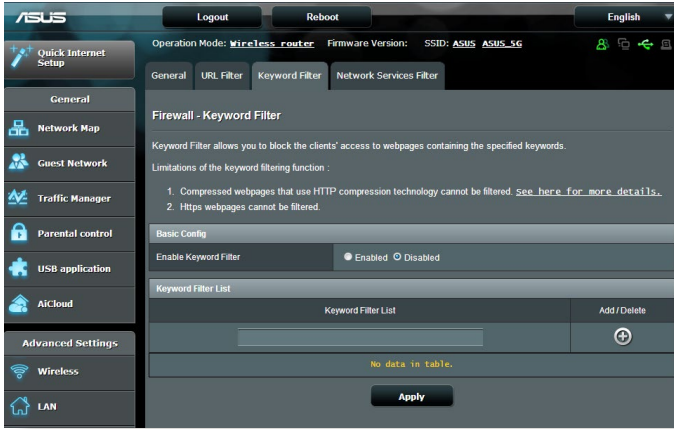 ASUS
Logout
Reboot
English
Quick Internet Setup
Operation Mode: Wireless router Firmware Version: SSID: ASUS ASUS_5G
General
URL Filter
Keyword Filter
Network Services Filter
General
Network Map
Guest Network
Traffic Manager
Parental control
USB application
AiCloud
Advanced Settings
Wireless
LAN
Firewall - Keyword Filter
Keyword Filter allows you to block the clients' access to webpages containing the specified keywords.
Limitations of the keyword filtering function :
1. Compressed webpages that use HTTP compression technology cannot be filtered. See here for more details.
2. Https webpages cannot be filtered.
Basic Config
Enable Keyword Filter
Enabled Disabled
Keyword Filter List
Keyword Filter List
Add / Delete
No data in table.
Apply